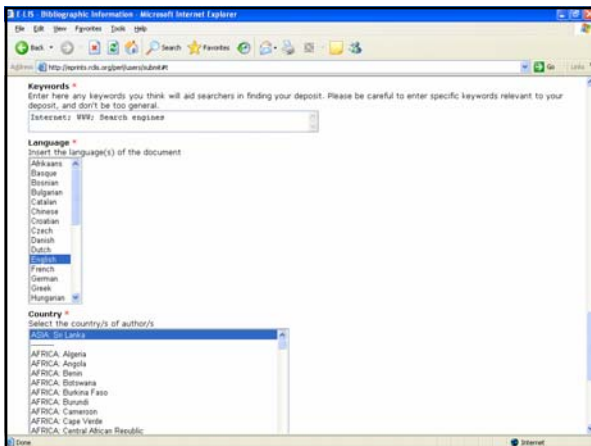 E-LIS - Bibliographic Information - Microsoft Internet Explorer
File Edit View Favorites Tools Help
Back Search Favorites
Address http://eprints.rclis.org/perl/users/submit#t Go Links
Keywords *
Enter here any keywords you think will aid searchers in finding your deposit. Please be careful to enter specific keywords relevant to your
deposit, and don't be too general.
Internet; WWW; Search engines
Language *
Insert the language(s) of the document
Afrikaans
Basque
Bosnian
Bulgarian
Catalan
Chinese
Croatian
Czech
Danish
Dutch
English
French
German
Greek
Hungarian
Country *
Select the country/s of author/s
ASIA: Sri Lanka
----------
AFRICA: Algeria
AFRICA: Angola
AFRICA: Benin
AFRICA: Botswana
AFRICA: Burkina Faso
AFRICA: Burundi
AFRICA: Cameroon
AFRICA: Cape Verde
AFRICA: Central African Republic
Done Internet